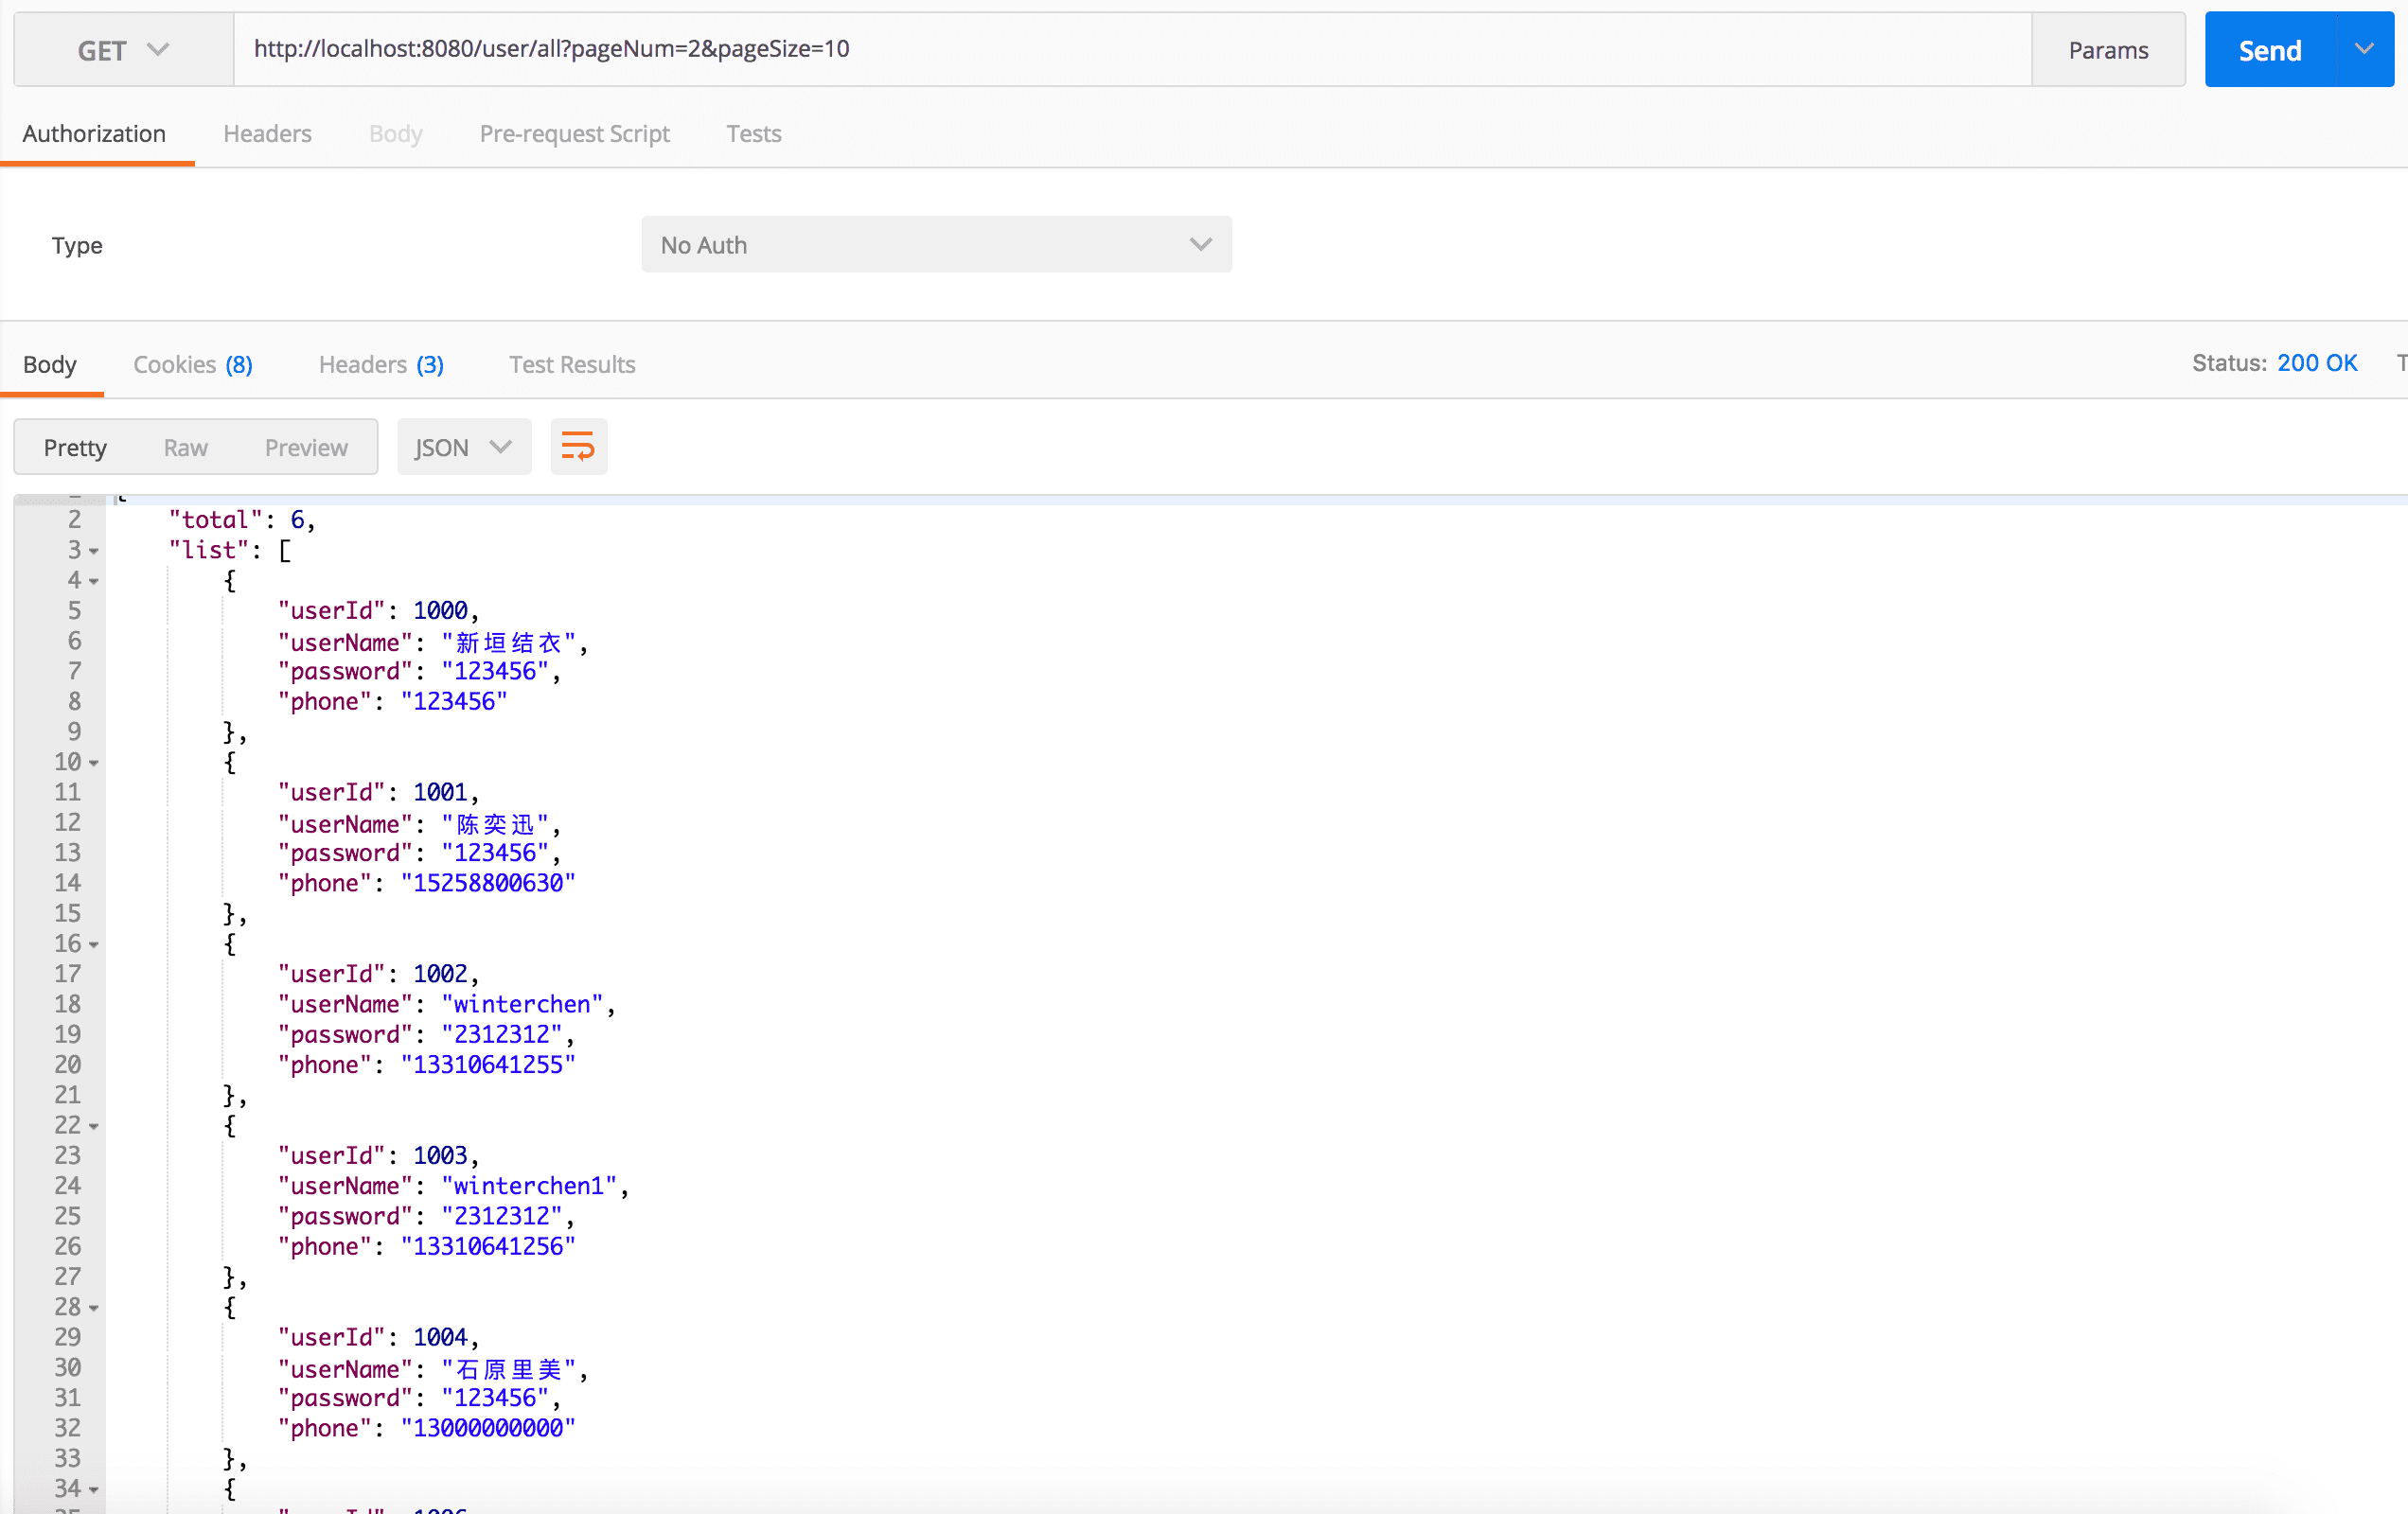 GET http://localhost:8080/user/all?pageNum=2&pageSize=10 Params Send
Authorization Headers Body Pre-request Script Tests
Type No Auth
Body Cookies (8) Headers (3) Test Results Status: 200 OK
Pretty Raw Preview JSON
2 "total": 6,
3 "list": [
4 {
5 "userId": 1000,
6 "userName": "新垣结衣",
7 "password": "123456",
8 "phone": "123456"
9 },
10 {
11 "userId": 1001,
12 "userName": "陈奕迅",
13 "password": "123456",
14 "phone": "15258800630"
15 },
16 {
17 "userId": 1002,
18 "userName": "winterchen",
19 "password": "2312312",
20 "phone": "13310641255"
21 },
22 {
23 "userId": 1003,
24 "userName": "winterchen1",
25 "password": "2312312",
26 "phone": "13310641256"
27 },
28 {
29 "userId": 1004,
30 "userName": "石原里美",
31 "password": "123456",
32 "phone": "13000000000"
33 },
34 {